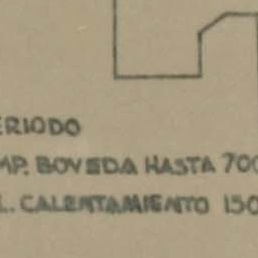 ERIODO
MP. BOVEDA HASTA 700
L. CALENTAMIENTO 150